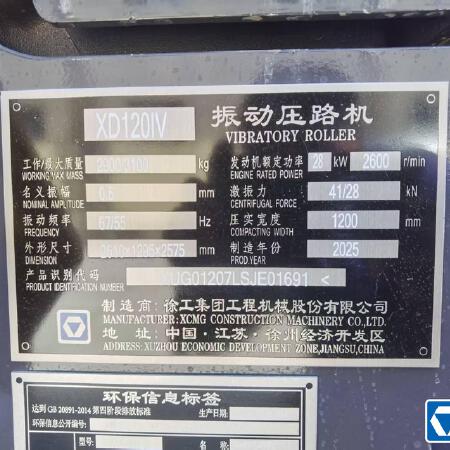 XD120IV
振动压路机
VIBRATORY ROLLER
工作/最大质量 2900/3100 kg
WORKING/MAX MASS
发动机额定功率 28 kW 2600 r/min
ENGINE RATED POWER
名义振幅 0.5 mm
NOMINAL AMPLITUDE
激振力 41/28 kN
CENTRIFUGAL FORCE
振动频率 67/55 Hz
FREQUENCY
压实宽度 1200 mm
COMPACTING WIDTH
外形尺寸 mm
DIMENSION
制造年份 2025
PROD.YEAR
产品识别代码 XUG01207LSJE01691 <
PRODUCT IDENTIFICATION NUMBER
制造商：徐工集团工程机械股份有限公司
MANUFACTURER:XCMG CONSTRUCTION MACHINERY CO.,LTD.
地 址：中国·江苏·徐州经济开发区
ADDRESS:XUZHOU ECONOMIC DEVELOPMENT ZONE,JIANGSU,CHINA
环保信息标签
达到 GB 20891-2014 第四阶段排放标准 生产日期:
环保信息公开编号:
型号: 名称: